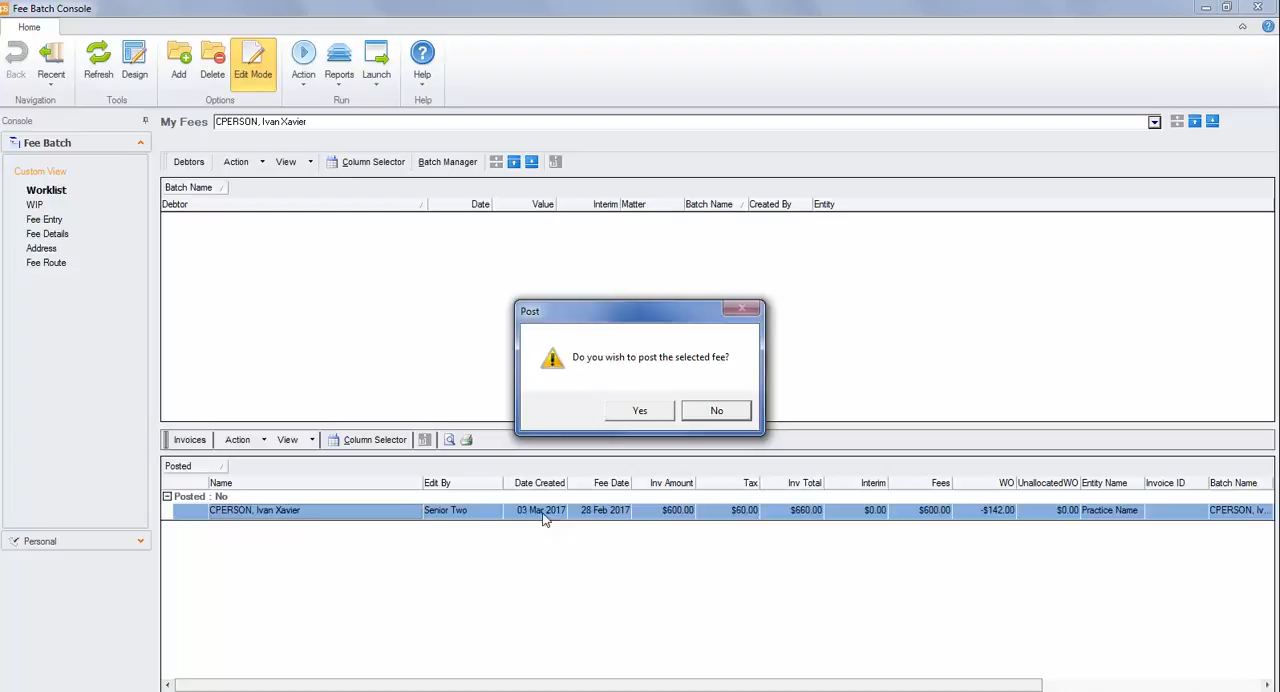 Fee Batch Console
Home
Back Recent Refresh Design Add Delete Edit Mode Action Reports Launch Help
Navigation Tools Options Run Help
Console
My Fees CPERSON, Ivan Xavier
Fee Batch
Debtors Action View Column Selector Batch Manager
Custom View
Worklist
WIP
Fee Entry
Fee Details
Address
Fee Route
Personal
Batch Name
Debtor Date Value Interim Matter Batch Name Created By Entity
Post
Do you wish to post the selected fee?
Yes No
Invoices Action View Column Selector
Posted
Name Edit By Date Created Fee Date Inv Amount Tax Inv Total Interim Fees WO UnallocatedWO Entity Name Invoice ID Batch Name
Posted : No
CPERSON, Ivan Xavier Senior Two 03 Mar 2017 28 Feb 2017 $600.00 $60.00 $660.00 $0.00 $600.00 -$142.00 $0.00 Practice Name CPERSON, Iv...